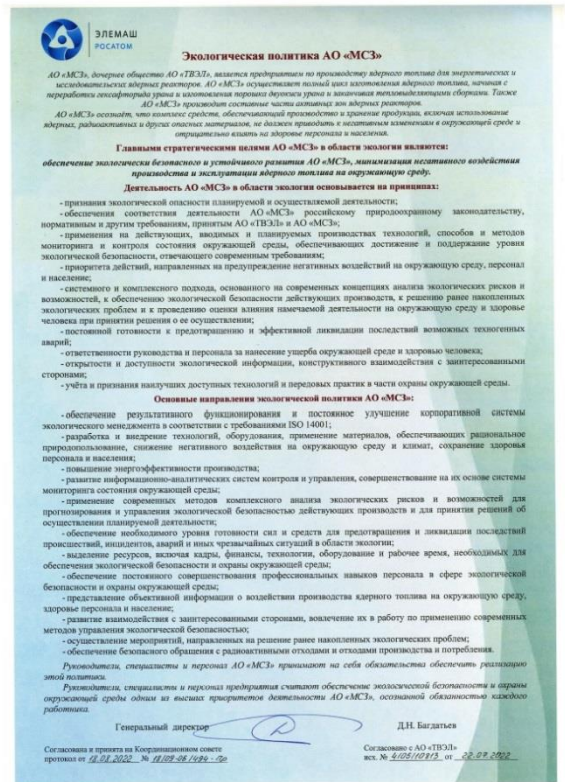 ЭЛЕМАШ
РОСАТОМ
Экологическая политика АО «МСЗ»
АО «МСЗ», дочернее общество АО «ТВЭЛ», является предприятием по производству ядерного топлива для энергетических и
исследовательских ядерных реакторов. АО «МСЗ» осуществляет полный цикл изготовления ядерного топлива, начиная с
переработки гексафторида урана и изготовления порошка двуокиси урана и заканчивая тепловыделяющими сборками. Также
АО «МСЗ» производит составные части активных зон ядерных реакторов.
АО «МСЗ» осознаёт, что комплекс средств, обеспечивающий производство и хранение продукции, включая использование
ядерных, радиоактивных и других опасных материалов, не должен приводить к негативным изменениям в окружающей среде и
отрицательно влиять на здоровье персонала и населения.
Главными стратегическими целями АО «МСЗ» в области экологии являются:
обеспечение экологически безопасного и устойчивого развития АО «МСЗ», минимизация негативного воздействия
производства и эксплуатации ядерного топлива на окружающую среду.
Деятельность АО «МСЗ» в области экологии основывается на принципах:
- признания экологической опасности планируемой и осуществляемой деятельности;
- обеспечения соответствия деятельности АО «МСЗ» российскому природоохранному законодательству,
нормативным и другим требованиям, принятым АО «ТВЭЛ» и АО «МСЗ»;
- применения на действующих, вводимых и планируемых производствах технологий, способов и методов
мониторинга и контроля состояния окружающей среды, обеспечивающих достижение и поддержание уровня
экологической безопасности, отвечающего современным требованиям;
- приоритета действий, направленных на предупреждение негативных воздействий на окружающую среду, персонал
и население;
- системного и комплексного подхода, основанного на современных концепциях анализа экологических рисков и
возможностей, к обеспечению экологической безопасности действующих производств, к решению ранее накопленных
экологических проблем и к проведению оценки влияния намечаемой деятельности на окружающую среду и здоровье
человека при принятии решения о ее осуществлении;
- постоянной готовности к предотвращению и эффективной ликвидации последствий возможных техногенных
аварий;
- ответственности руководства и персонала за нанесение ущерба окружающей среде и здоровью человека;
- открытости и доступности экологической информации, конструктивного взаимодействия с заинтересованными
сторонами;
- учёта и признания наилучших доступных технологий и передовых практик в части охраны окружающей среды.
Основные направления экологической политики АО «МСЗ»:
- обеспечение результативного функционирования и постоянное улучшение корпоративной системы
экологического менеджмента в соответствии с требованиями ISO 14001;
- разработка и внедрение технологий, оборудования, применение материалов, обеспечивающих рациональное
природопользование, снижение негативного воздействия на окружающую среду и климат, сохранение здоровья
персонала и населения;
- повышение энергоэффективности производства;
- развитие информационно-аналитических систем контроля и управления, совершенствование на их основе системы
мониторинга состояния окружающей среды;
- применение современных методов комплексного анализа экологических рисков и возможностей для
прогнозирования и управления экологической безопасностью действующих производств и для принятия решений об
осуществлении планируемой деятельности;
- обеспечение необходимого уровня готовности сил и средств для предотвращения и ликвидации последствий
происшествий, инцидентов, аварий и иных чрезвычайных ситуаций в области экологии;
- выделение ресурсов, включая кадры, финансы, технологии, оборудование и рабочее время, необходимых для
обеспечения экологической безопасности и охраны окружающей среды;
- обеспечение постоянного совершенствования профессиональных навыков персонала в сфере экологической
безопасности и охраны окружающей среды;
- представление объективной информации о воздействии производства ядерного топлива на окружающую среду,
здоровье персонала и население;
- развитие взаимодействия с заинтересованными сторонами, вовлечение их в работу по применению современных
методов управления экологической безопасностью;
- осуществление мероприятий, направленных на решение ранее накопленных экологических проблем;
- обеспечение безопасного обращения с радиоактивными отходами и отходами производства и потребления.
Руководители, специалисты и персонал АО «МСЗ» принимают на себя обязательства обеспечить реализацию
этой политики.
Руководители, специалисты и персонал предприятия считают обеспечение экологической безопасности и охраны
окружающей среды одним из высших приоритетов деятельности АО «МСЗ», осознанной обязанностью каждого
работника.
Генеральный директор Д.Н. Багдатьев
Согласована и принята на Координационном совете
протокол от 18.08.2022 № 18/09-06/494-Пр
Согласовано с АО «ТВЭЛ»
исх. № 4105/10813 от 22.07.2022